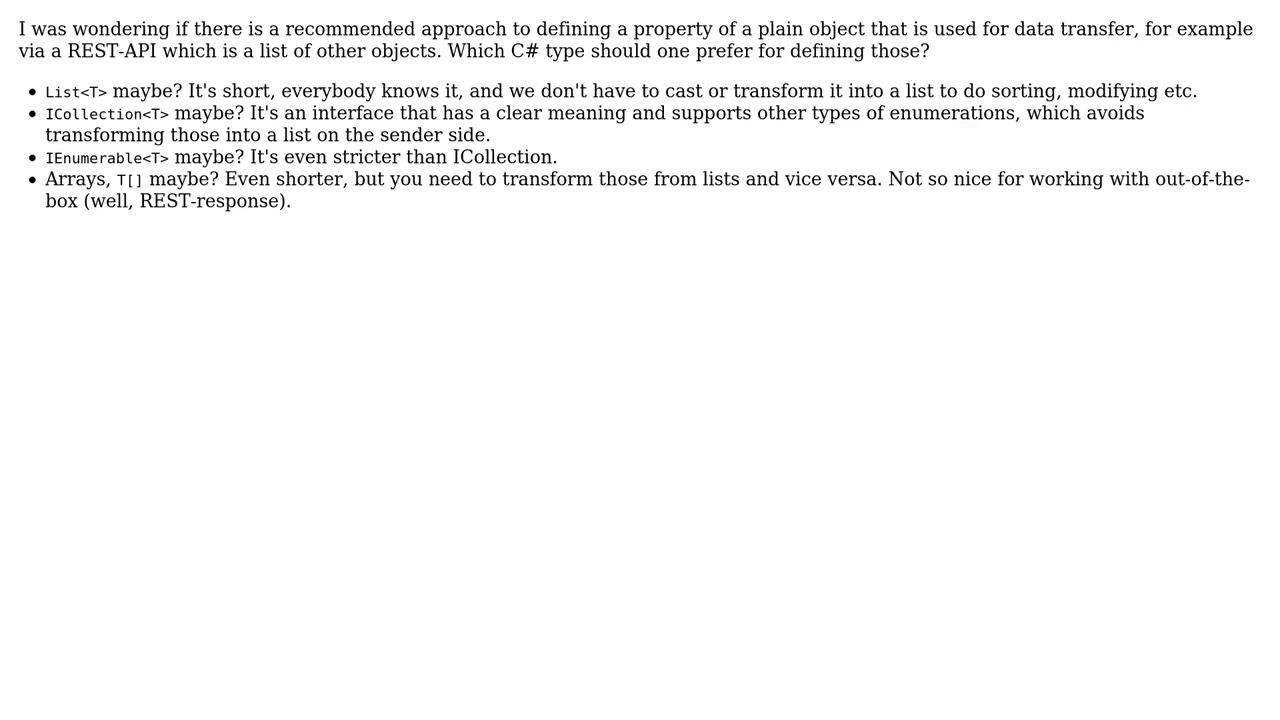 I was wondering if there is a recommended approach to defining a property of a plain object that is used for data transfer, for example
via a REST-API which is a list of other objects. Which C# type should one prefer for defining those?
• List<T> maybe? It's short, everybody knows it, and we don't have to cast or transform it into a list to do sorting, modifying etc.
• ICollection<T> maybe? It's an interface that has a clear meaning and supports other types of enumerations, which avoids
transforming those into a list on the sender side.
• IEnumerable<T> maybe? It's even stricter than ICollection.
• Arrays, T[] maybe? Even shorter, but you need to transform those from lists and vice versa. Not so nice for working with out-of-the-
box (well, REST-response).